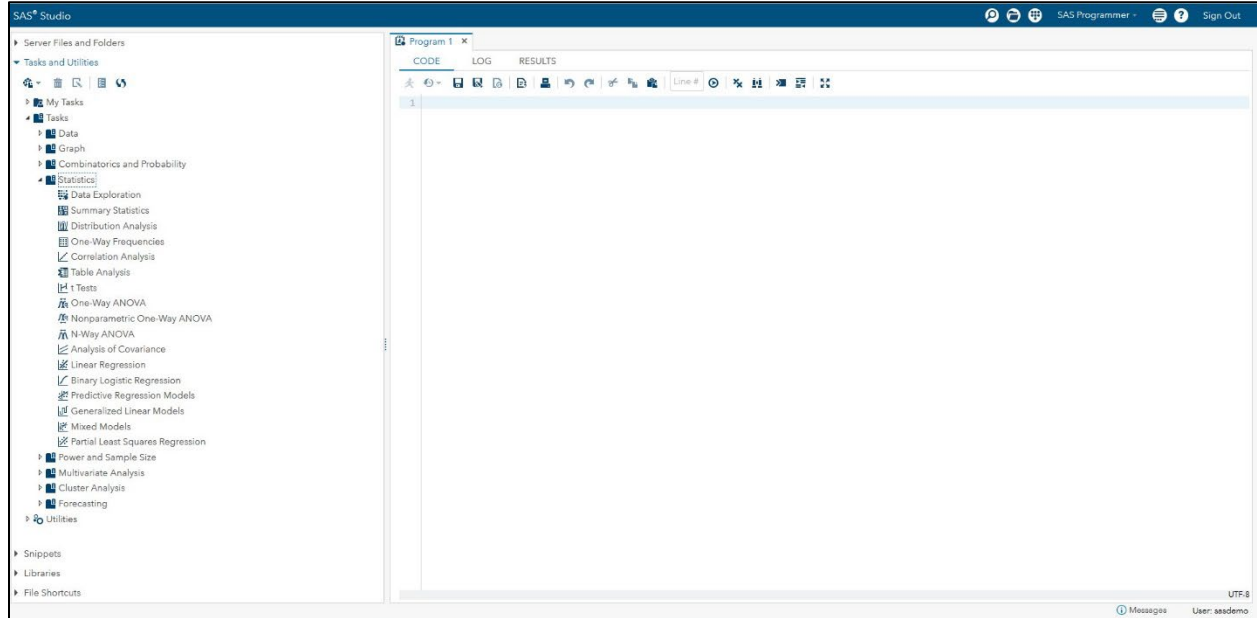 SAS® Studio
SAS Programmer
Sign Out
Server Files and Folders
Tasks and Utilities
My Tasks
Tasks
Data
Graph
Combinatorics and Probability
Statistics
Data Exploration
Summary Statistics
Distribution Analysis
One-Way Frequencies
Correlation Analysis
Table Analysis
t Tests
One-Way ANOVA
Nonparametric One-Way ANOVA
N-Way ANOVA
Analysis of Covariance
Linear Regression
Binary Logistic Regression
Predictive Regression Models
Generalized Linear Models
Mixed Models
Partial Least Squares Regression
Power and Sample Size
Multivariate Analysis
Cluster Analysis
Forecasting
Utilities
Snippets
Libraries
File Shortcuts
Program 1
CODE LOG RESULTS
Line #
1
UTF-8
Messages User: sasdemo